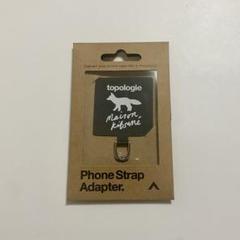 topologie
Maison
Kitsuné
Phone Strap
Adapter.